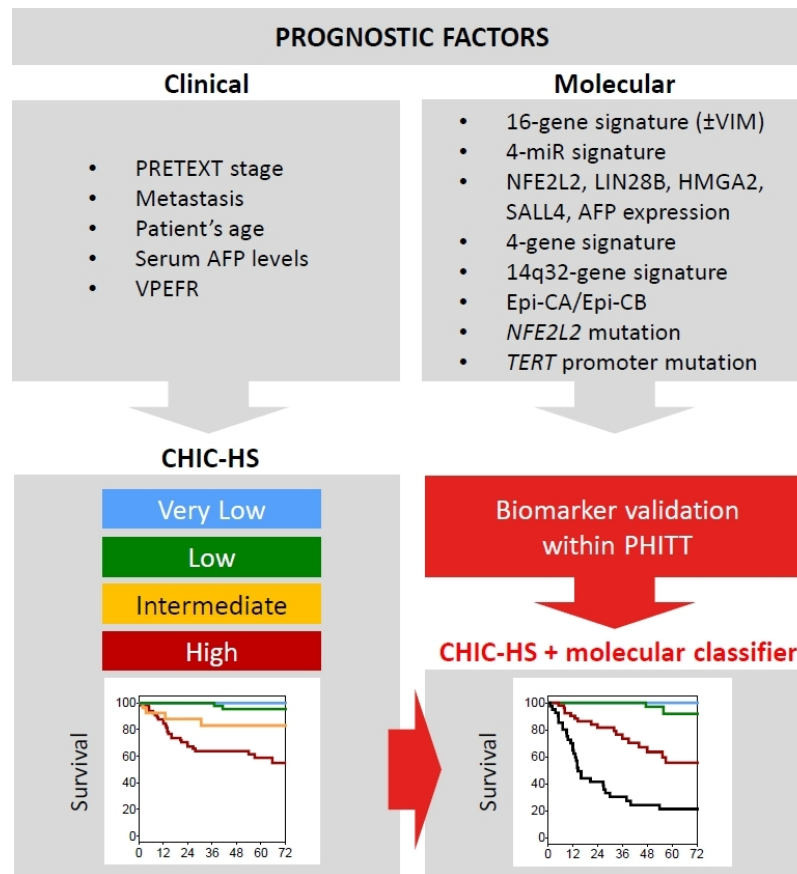 PROGNOSTIC FACTORS
Clinical
• PRETEXT stage
• Metastasis
• Patient's age
• Serum AFP levels
• VPEFR
Molecular
• 16-gene signature (±VIM)
• 4-miR signature
• NFE2L2, LIN28B, HMGA2,
SALL4, AFP expression
• 4-gene signature
• 14q32-gene signature
• Epi-CA/Epi-CB
• NFE2L2 mutation
• TERT promoter mutation
CHIC-HS
Very Low
Low
Intermediate
High
Survival
100
80
60
40
20
0
0 12 24 36 48 60 72
Biomarker validation
within PHITT
CHIC-HS + molecular classifier
Survival
100
80
60
40
20
0
0 12 24 36 48 60 72